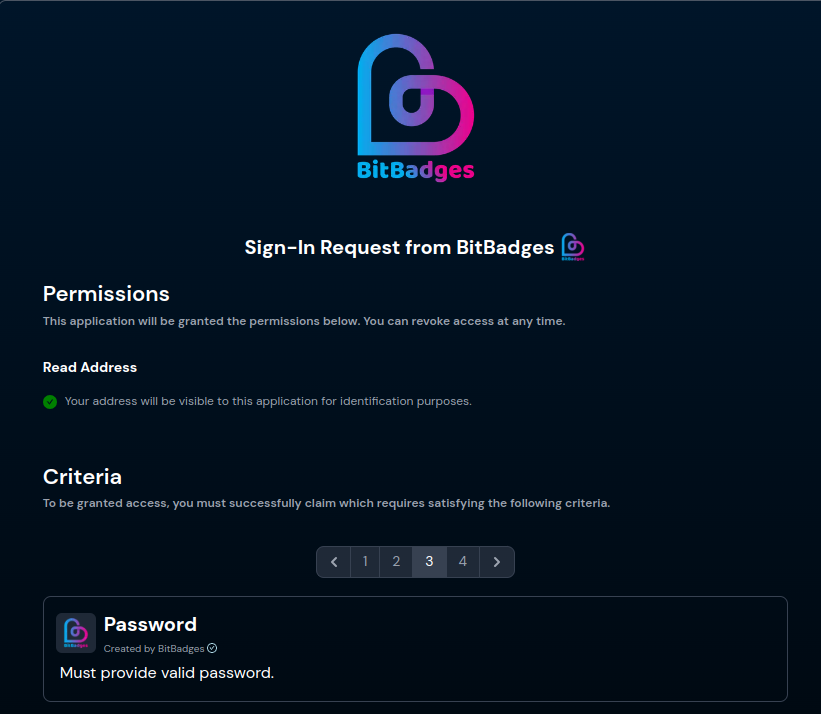 BitBadges
Sign-In Request from BitBadges
Permissions
This application will be granted the permissions below. You can revoke access at any time.
Read Address
Your address will be visible to this application for identification purposes.
Criteria
To be granted access, you must successfully claim which requires satisfying the following criteria.
1 2 3 4
Password
BitBadges
Created by BitBadges
Must provide valid password.